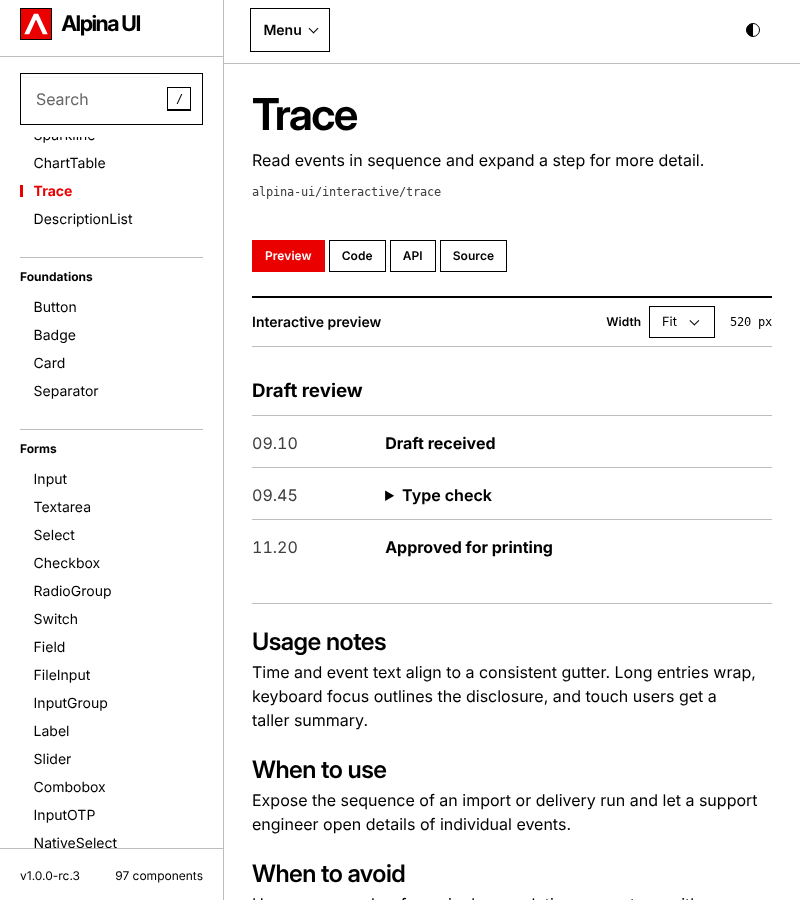 Alpina UI
Search /
Sparkline
ChartTable
Trace
DescriptionList
Foundations
Button
Badge
Card
Separator
Forms
Input
Textarea
Select
Checkbox
RadioGroup
Switch
Field
FileInput
InputGroup
Label
Slider
Combobox
InputOTP
NativeSelect
v1.0.0-rc.3 97 components
Menu
Trace
Read events in sequence and expand a step for more detail.
alpina-ui/interactive/trace
Preview Code API Source
Interactive preview Width Fit 520 px
Draft review
09.10 Draft received
09.45 Type check
11.20 Approved for printing
Usage notes
Time and event text align to a consistent gutter. Long entries wrap,
keyboard focus outlines the disclosure, and touch users get a
taller summary.
When to use
Expose the sequence of an import or delivery run and let a support
engineer open details of individual events.
When to avoid